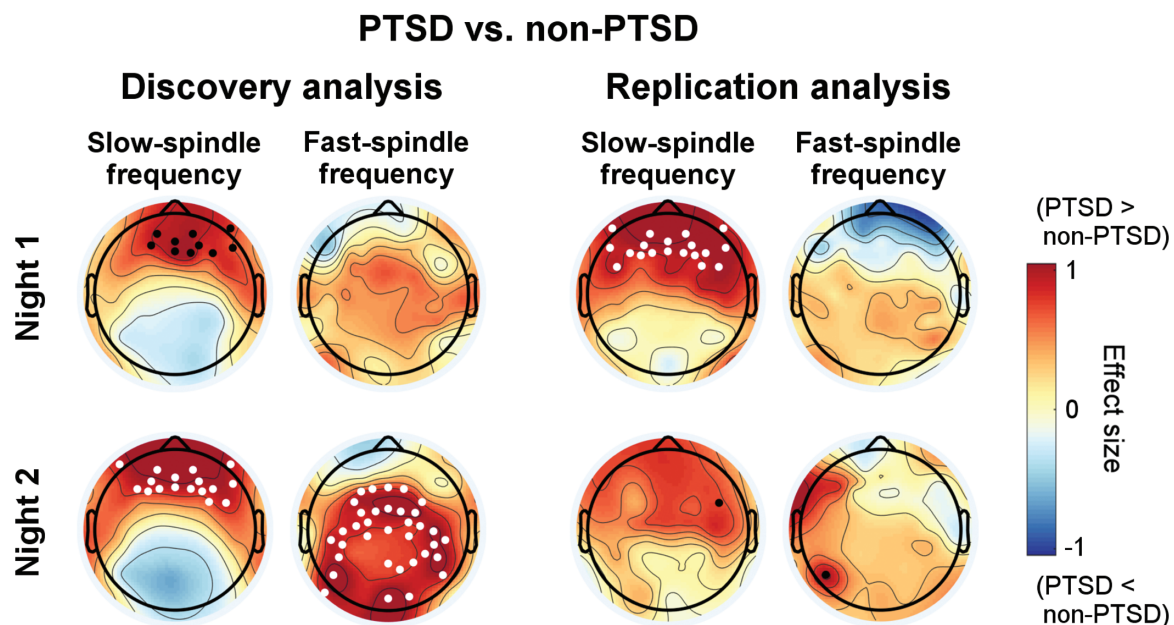 PTSD vs. non-PTSD
Discovery analysis
Replication analysis
Slow-spindle
frequency
Fast-spindle
frequency
Slow-spindle
frequency
Fast-spindle
frequency
Night 1
Night 2
(PTSD >
non-PTSD)
1
0
-1
Effect size
(PTSD <
non-PTSD)